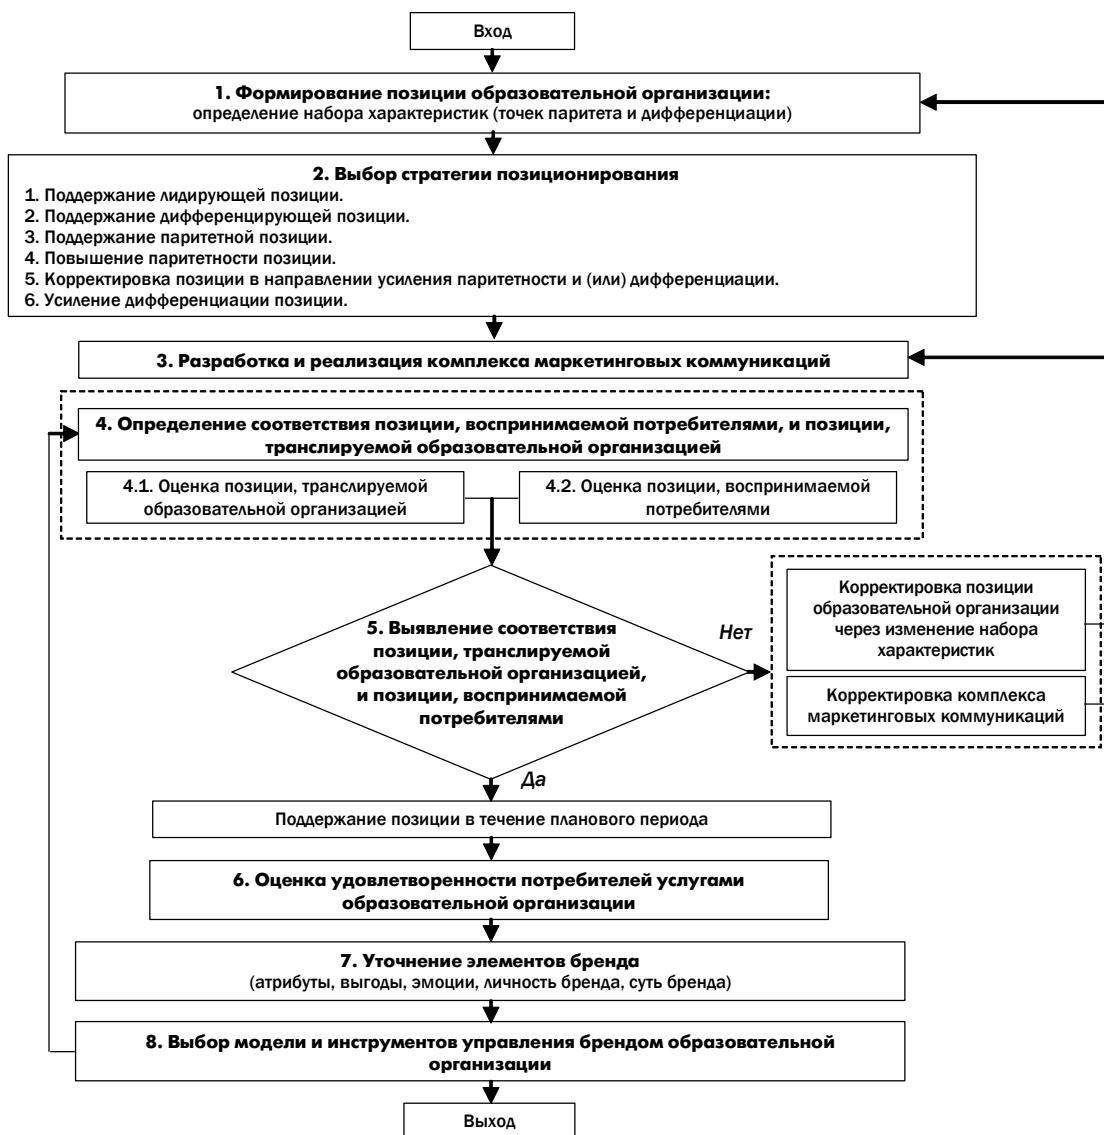 Вход
1. Формирование позиции образовательной организации:
определение набора характеристик (точек паритета и дифференциации)
2. Выбор стратегии позиционирования
1. Поддержание лидирующей позиции.
2. Поддержание дифференцирующей позиции.
3. Поддержание паритетной позиции.
4. Повышение паритетности позиции.
5. Корректировка позиции в направлении усиления паритетности и (или) дифференциации.
6. Усиление дифференциации позиции.
3. Разработка и реализация комплекса маркетинговых коммуникаций
4. Определение соответствия позиции, воспринимаемой потребителями, и позиции,
транслируемой образовательной организацией
4.1. Оценка позиции, транслируемой
образовательной организацией
4.2. Оценка позиции, воспринимаемой
потребителями
5. Выявление соответствия
позиции, транслируемой
образовательной организацией,
и позиции, воспринимаемой
потребителями
Нет
Корректировка позиции
образовательной организации
через изменение набора
характеристик
Корректировка комплекса
маркетинговых коммуникаций
Да
Поддержание позиции в течение планового периода
6. Оценка удовлетворенности потребителей услугами
образовательной организации
7. Уточнение элементов бренда
(атрибуты, выгоды, эмоции, личность бренда, суть бренда)
8. Выбор модели и инструментов управления брендом образовательной
организации
Выход